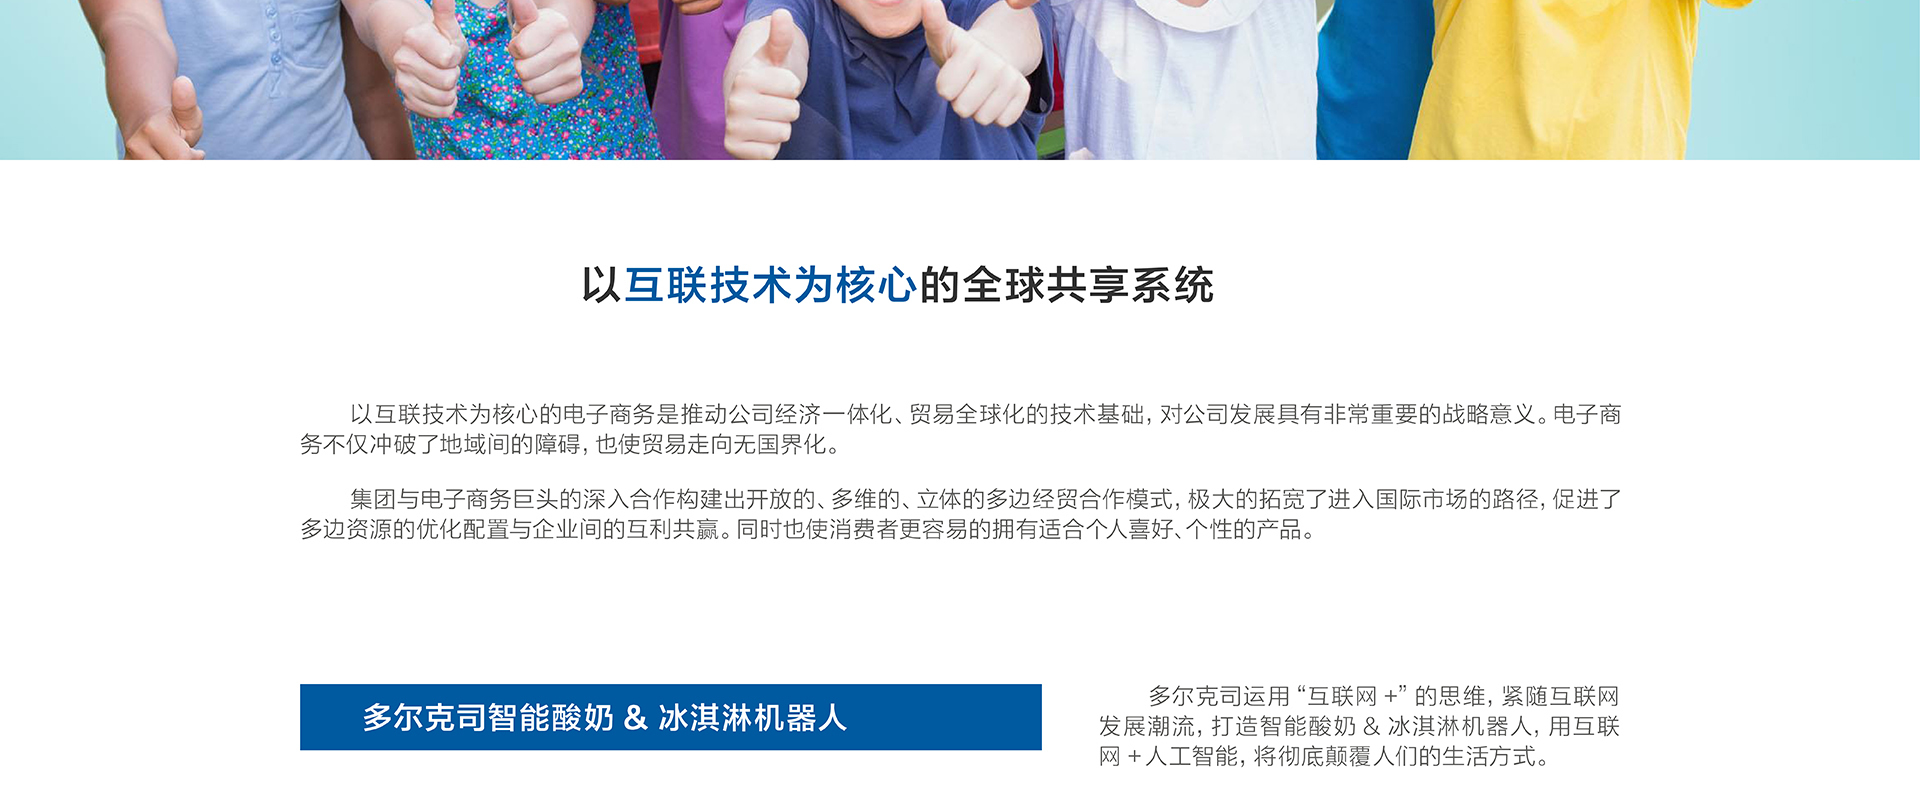 以互联技术为核心的全球共享系统
以互联技术为核心的电子商务是推动公司经济一体化、贸易全球化的技术基础，对公司发展具有非常重要的战略意义。电子商
务不仅冲破了地域间的障碍，也使贸易走向无国界化。
集团与电子商务巨头的深入合作构建出开放的、多维的、立体的多边经贸合作模式，极大的拓宽了进入国际市场的路径，促进了
多边资源的优化配置与企业间的互利共赢。同时也使消费者更容易的拥有适合个人喜好、个性的产品。
多尔克司智能酸奶 & 冰淇淋机器人
多尔克司运用“互联网 +”的思维，紧随互联网
发展潮流，打造智能酸奶 & 冰淇淋机器人，用互联
网 + 人工智能，将彻底颠覆人们的生活方式。